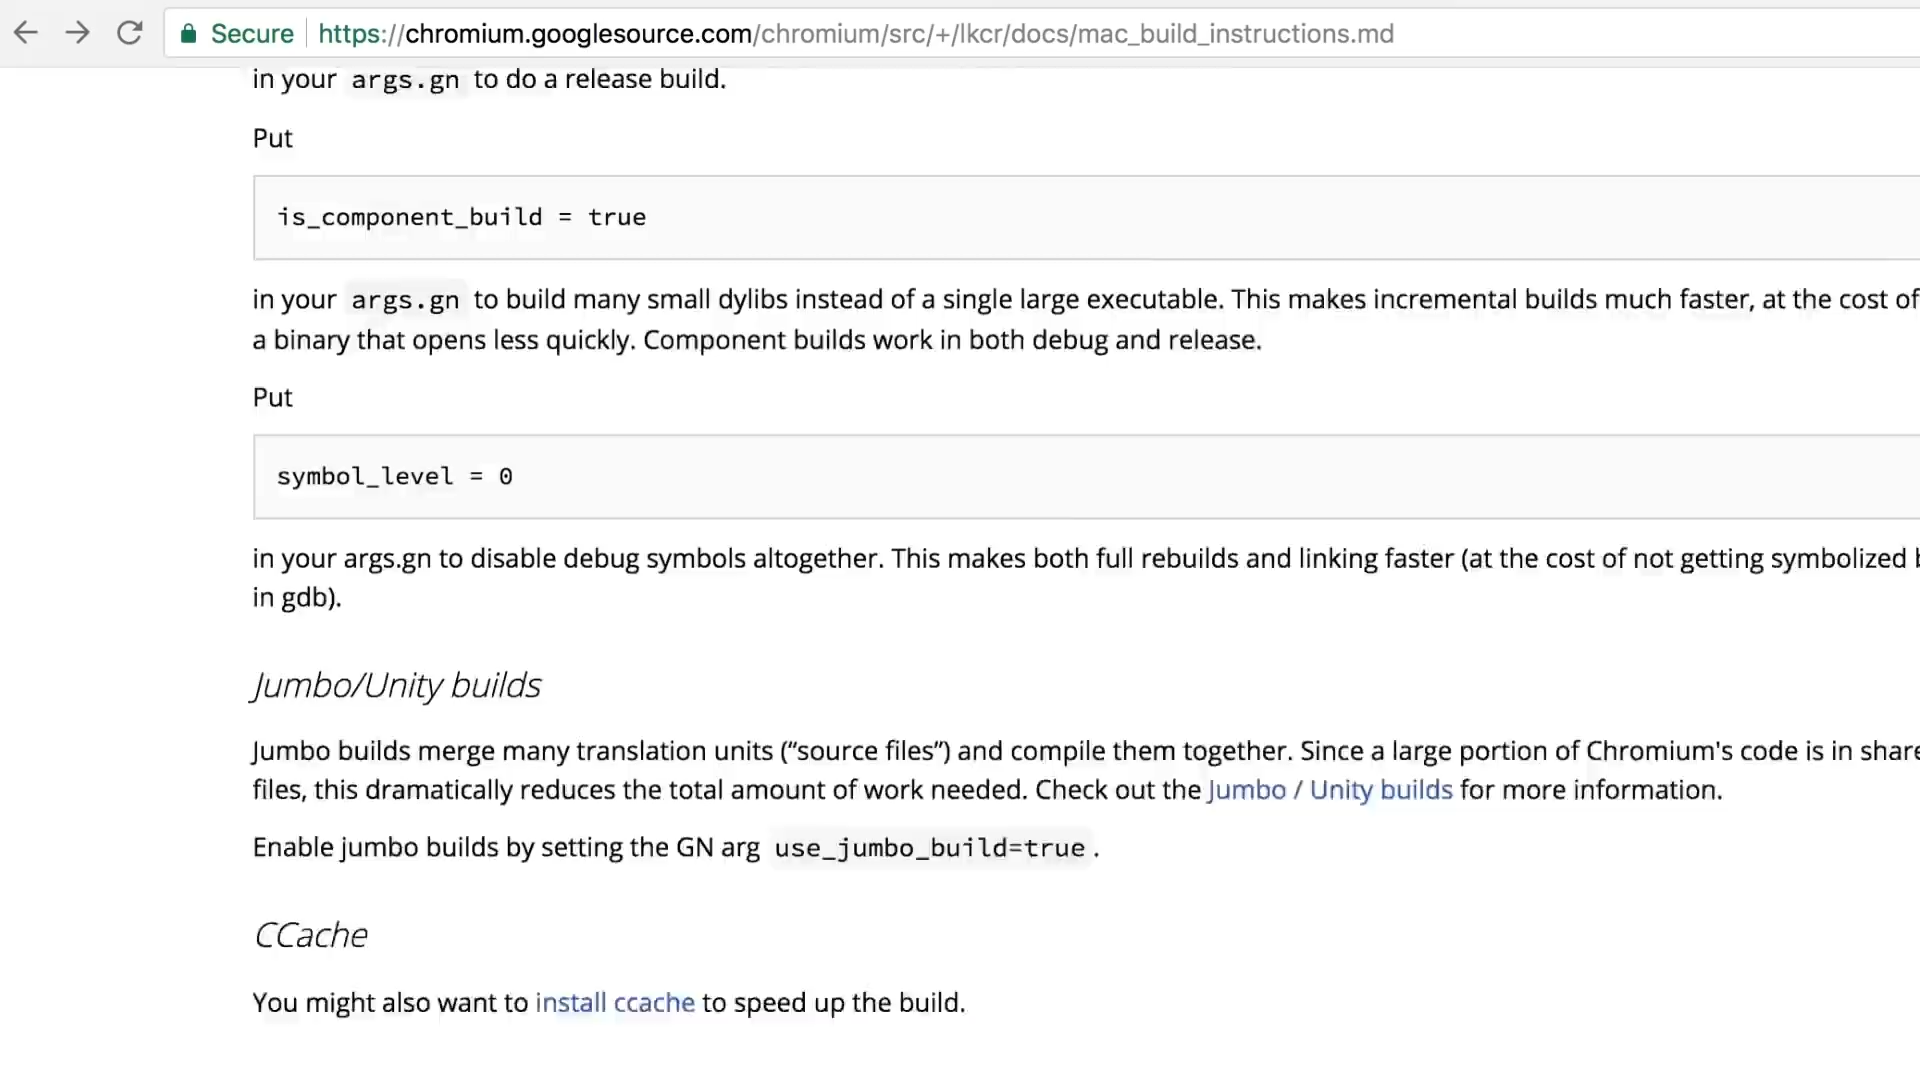 Secure https://chromium.googlesource.com/chromium/src/+/lkcr/docs/mac_build_instructions.md
in your args.gn to do a release build.
Put
is_component_build = true
in your args.gn to build many small dylibs instead of a single large executable. This makes incremental builds much faster, at the cost of
a binary that opens less quickly. Component builds work in both debug and release.
Put
symbol_level = 0
in your args.gn to disable debug symbols altogether. This makes both full rebuilds and linking faster (at the cost of not getting symbolized
in gdb).
Jumbo/Unity builds
Jumbo builds merge many translation units (“source files”) and compile them together. Since a large portion of Chromium's code is in
files, this dramatically reduces the total amount of work needed. Check out the Jumbo / Unity builds for more information.
Enable jumbo builds by setting the GN arg use_jumbo_build=true .
CCache
You might also want to install ccache to speed up the build.